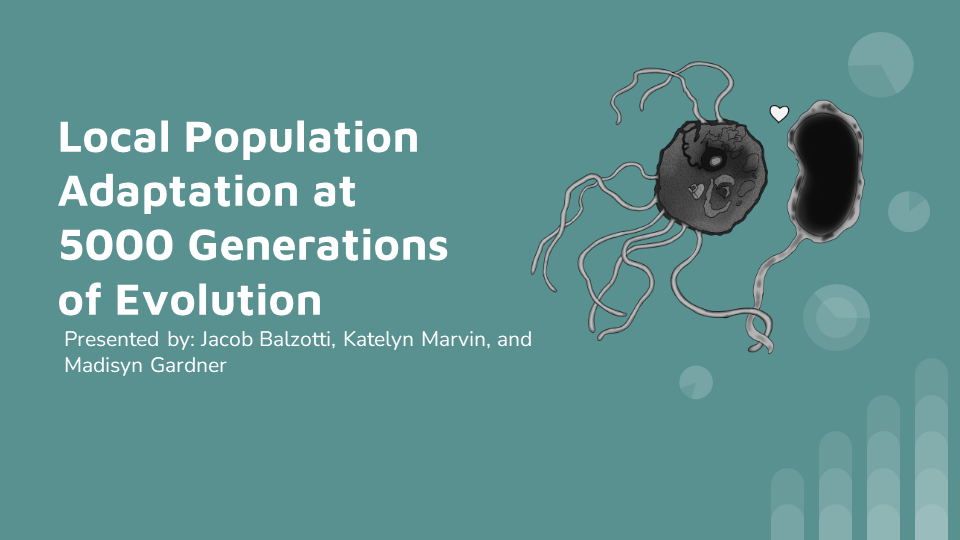 Local Population
Adaptation at
5000 Generations
of Evolution
Presented by: Jacob Balzotti, Katelyn Marvin, and
Madisyn Gardner